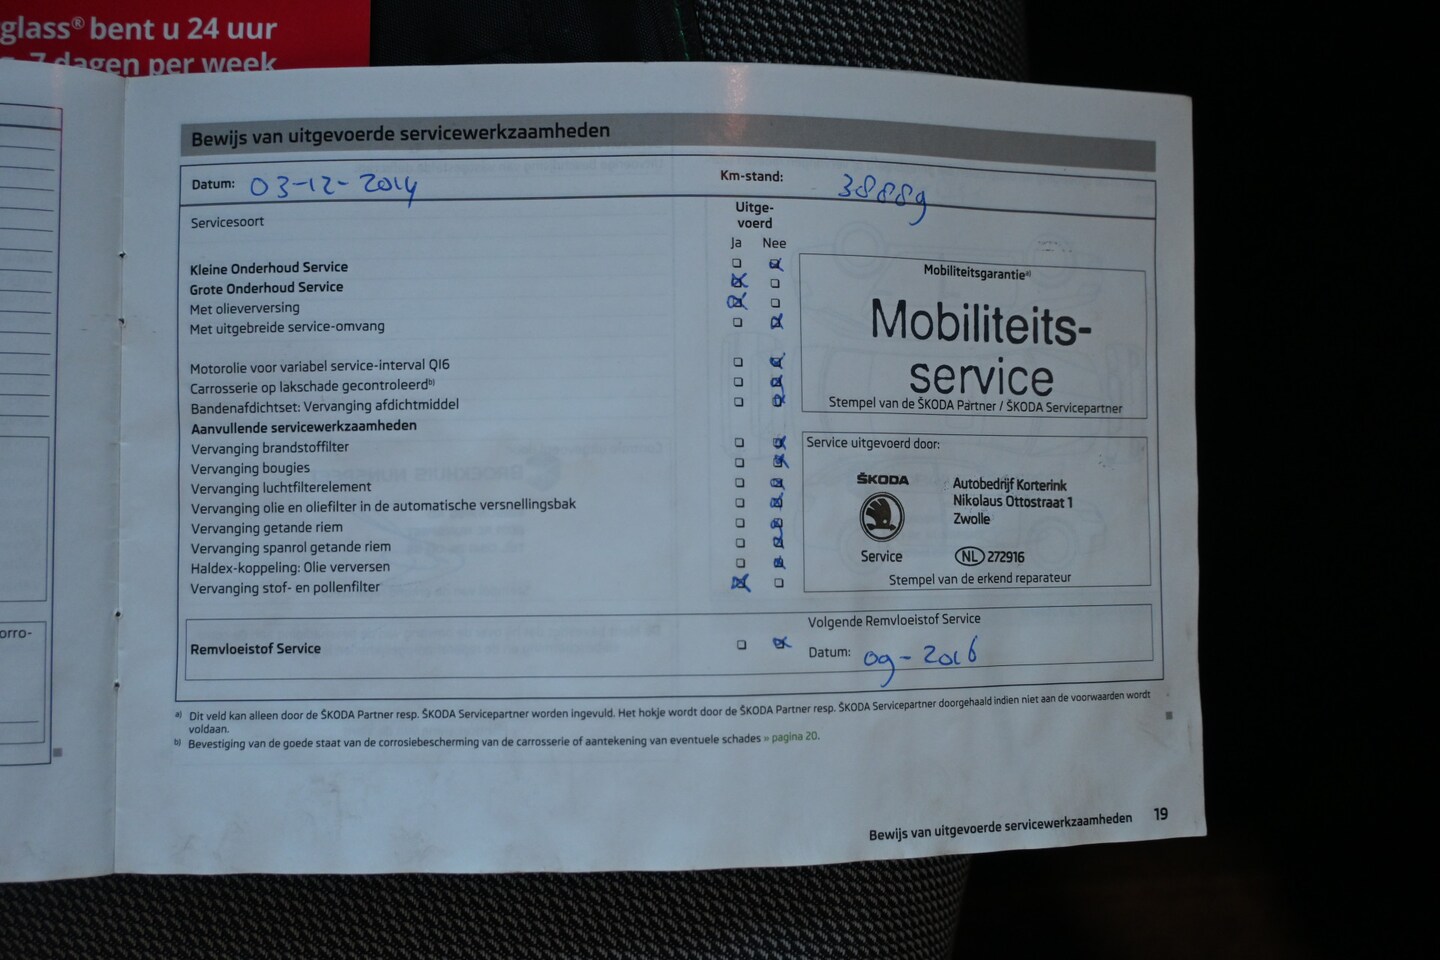 glass® bent u 24 uur
7 dagen per week
Bewijs van uitgevoerde servicewerkzaamheden
Datum: 03-12-2014
Km-stand: 38889
Servicesoort
Uitge-
voerd
Ja Nee
Kleine Onderhoud Service
Grote Onderhoud Service
Met olieverversing
Met uitgebreide service-omvang
Motorolie voor variabel service-interval QI6
Carrosserie op lakschade gecontroleerd b)
Bandenafdichtset: Vervanging afdichtmiddel
Aanvullende servicewerkzaamheden
Vervanging brandstoffilter
Vervanging bougies
Vervanging luchtfilterelement
Vervanging olie en oliefilter in de automatische versnellingsbak
Vervanging getande riem
Vervanging spanrol getande riem
Haldex-koppeling: Olie verversen
Vervanging stof- en pollenfilter
Mobiliteitsgarantie a)
Mobiliteits-
service
Stempel van de ŠKODA Partner / ŠKODA Servicepartner
Service uitgevoerd door:
ŠKODA
Service
Autobedrijf Korterink
Nikolaus Ottostraat 1
Zwolle
NL 272916
Stempel van de erkend reparateur
Remvloeistof Service
Volgende Remvloeistof Service
Datum: 09-2016
a) Dit veld kan alleen door de ŠKODA Partner resp. ŠKODA Servicepartner worden ingevuld. Het hokje wordt door de ŠKODA Partner resp. ŠKODA Servicepartner doorgehaald indien niet aan de voorwaarden wordt
voldaan.
b) Bevestiging van de goede staat van de corrosiebescherming van de carrosserie of aantekening van eventuele schades » pagina 20.
Bewijs van uitgevoerde servicewerkzaamheden 19
orro-